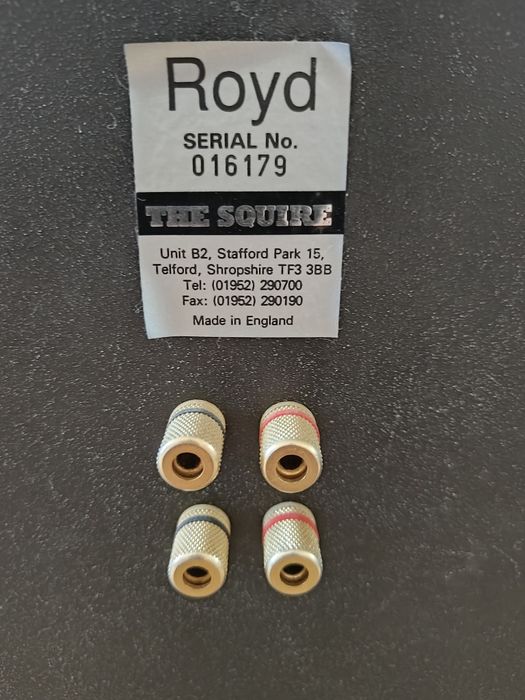 Royd
SERIAL No.
016179
THE SQUIRE
Unit B2, Stafford Park 15,
Telford, Shropshire TF3 3BB
Tel: (01952) 290700
Fax: (01952) 290190
Made in England